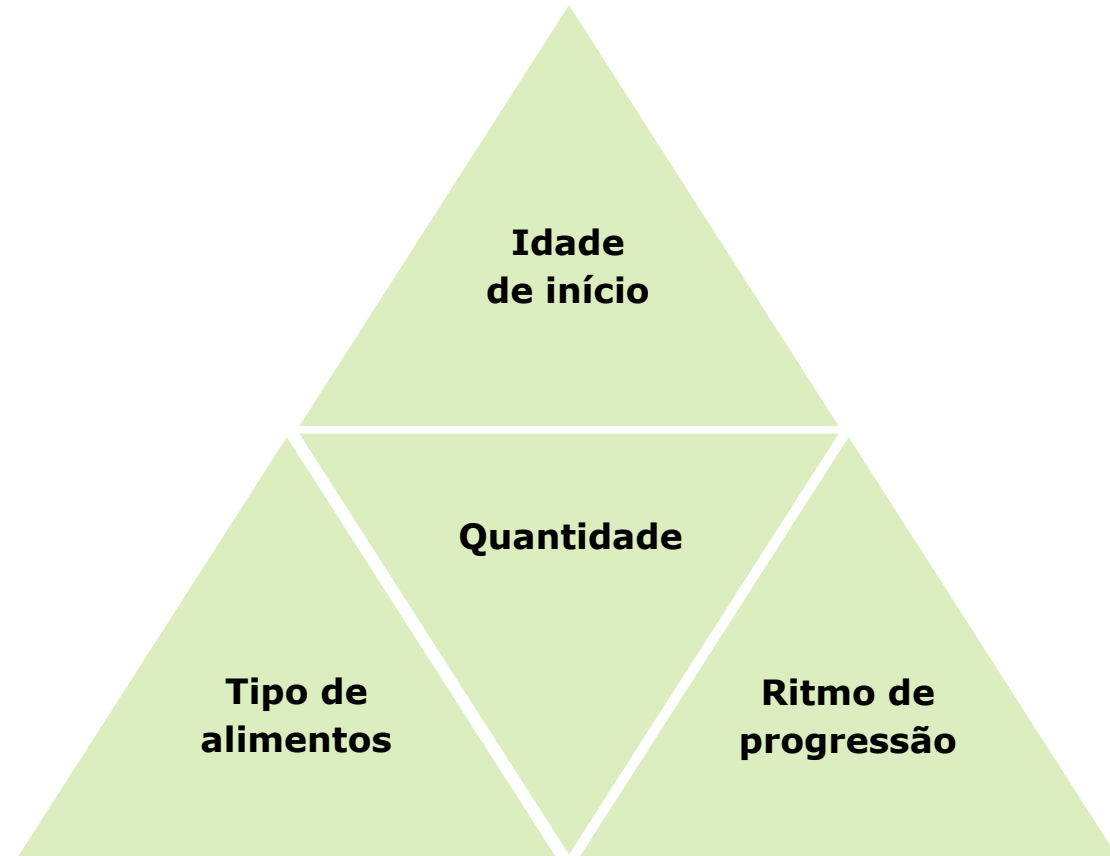 Idade
de início
Quantidade
Tipo de
alimentos
Ritmo de
progressão